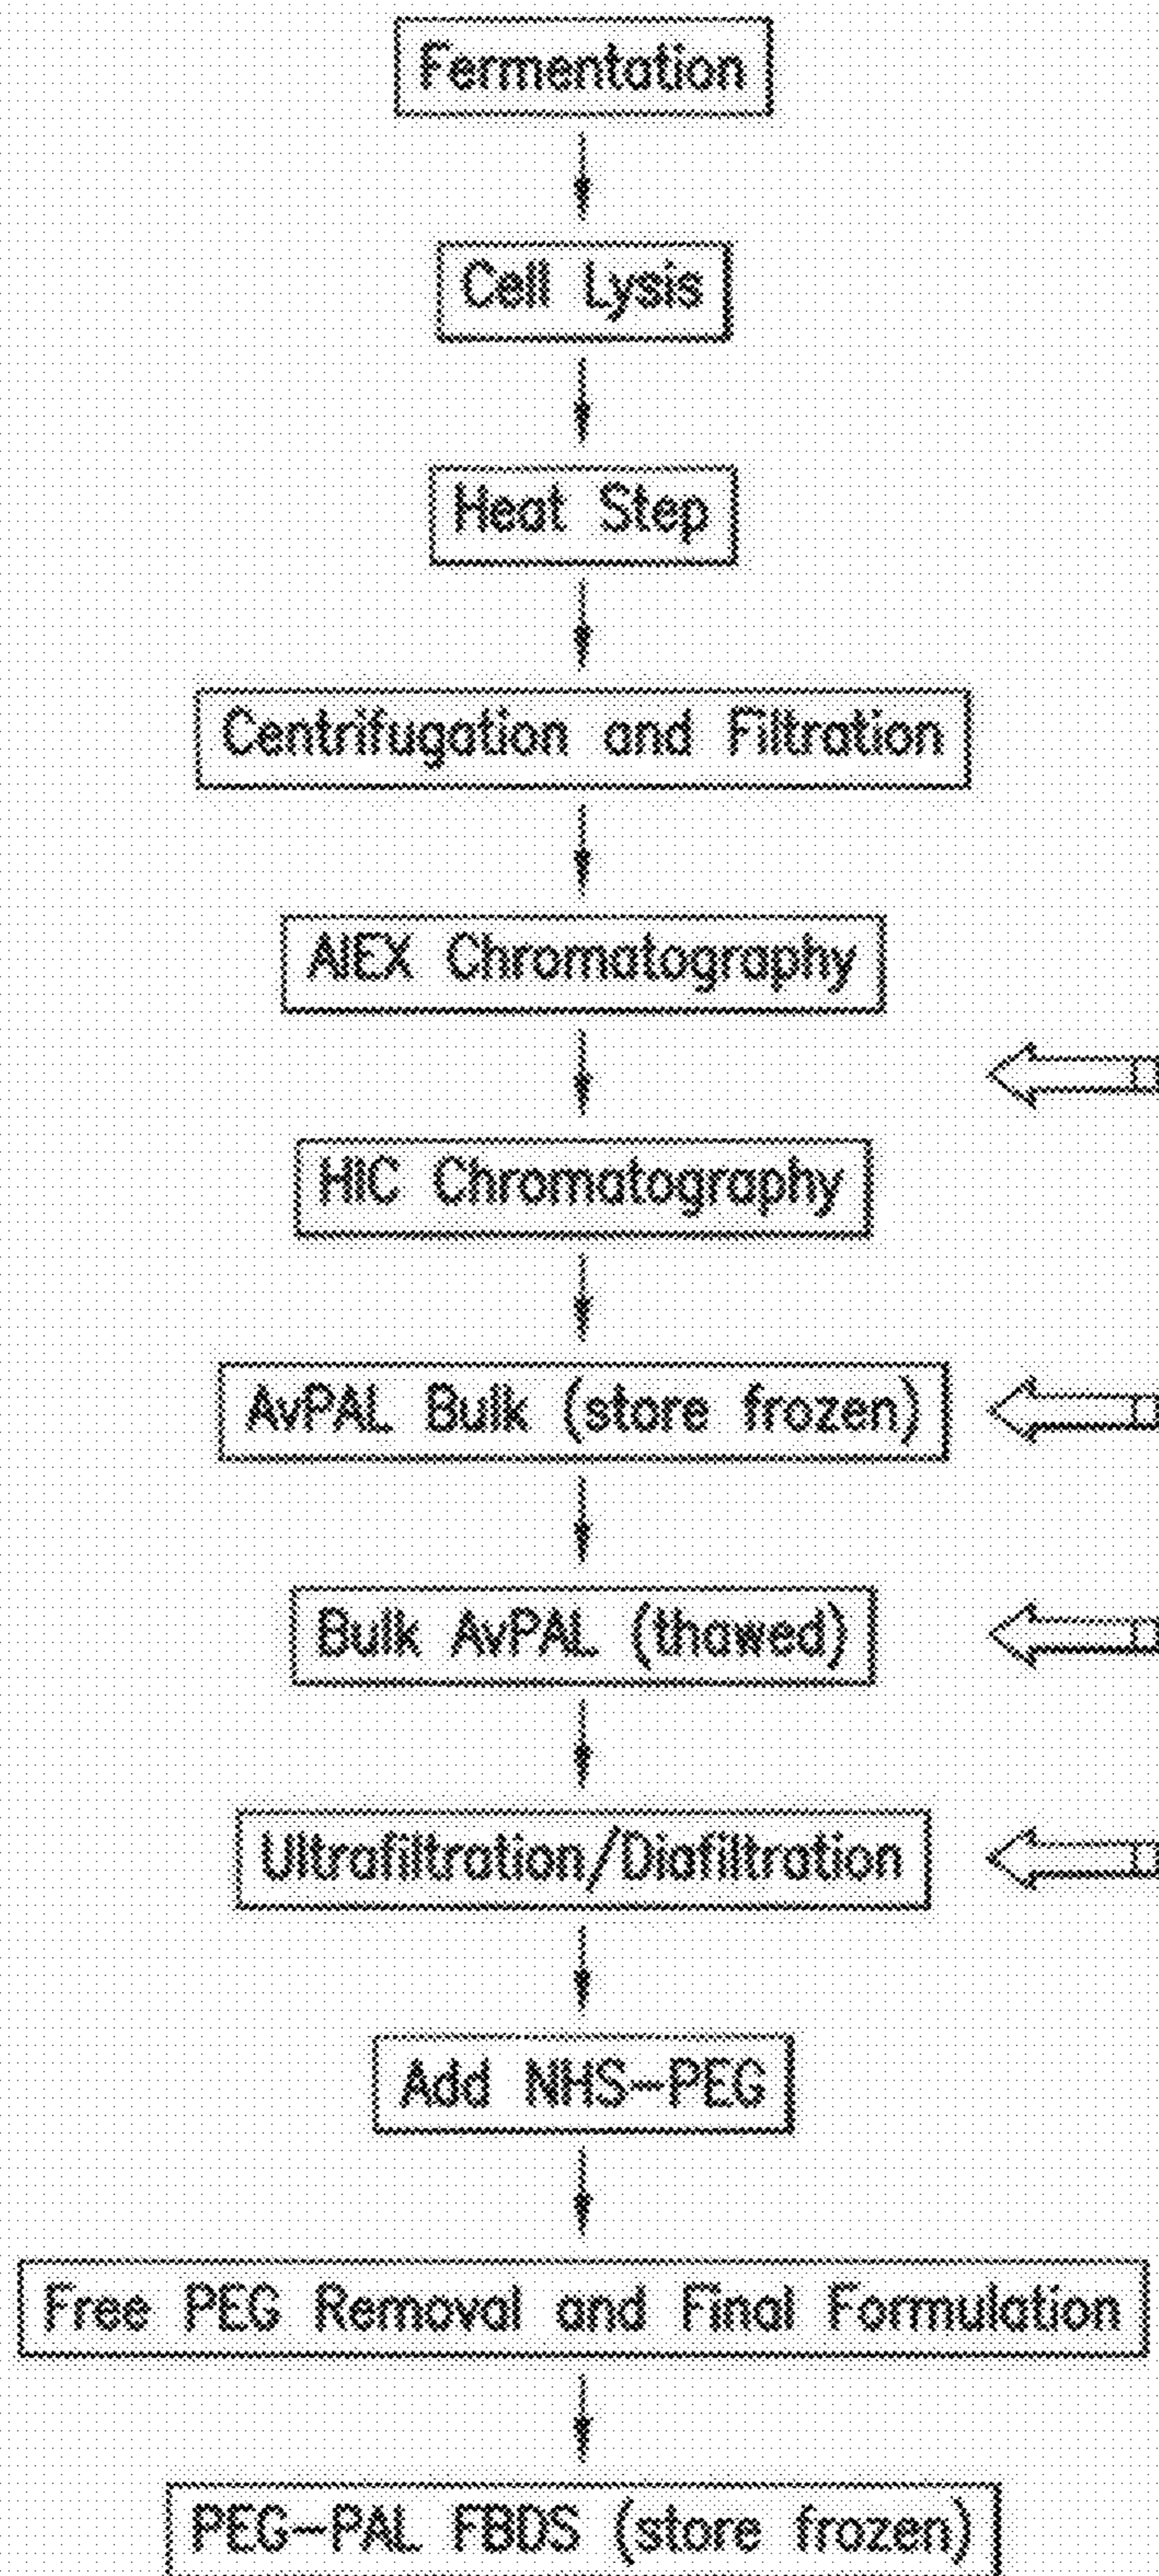 Fermentation
Cell Lysis
Heat Step
Centrifugation and Filtration
AIEX Chromatography
HIC Chromatography
AvPAL Bulk (store frozen)
Bulk AvPAL (thawed)
Ultrafiltration/Diafiltration
Add NHS-PEG
Free PEG Removal and Final Formulation
PEG-PAL FBDS (store frozen)